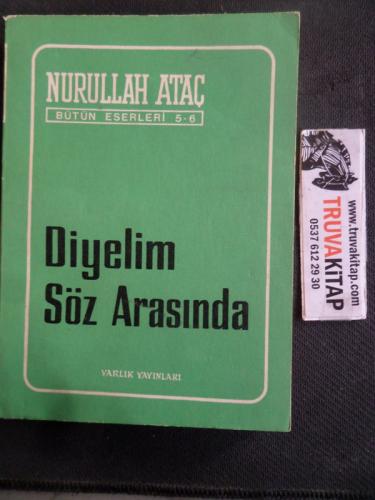 NURULLAH ATAÇ
BÜTÜN ESERLERİ 5-6
Diyelim
Söz Arasında
VARLIK YAYINLARI
www.truvakitap.com
TRUVAKİTAP
0537 612 29 30